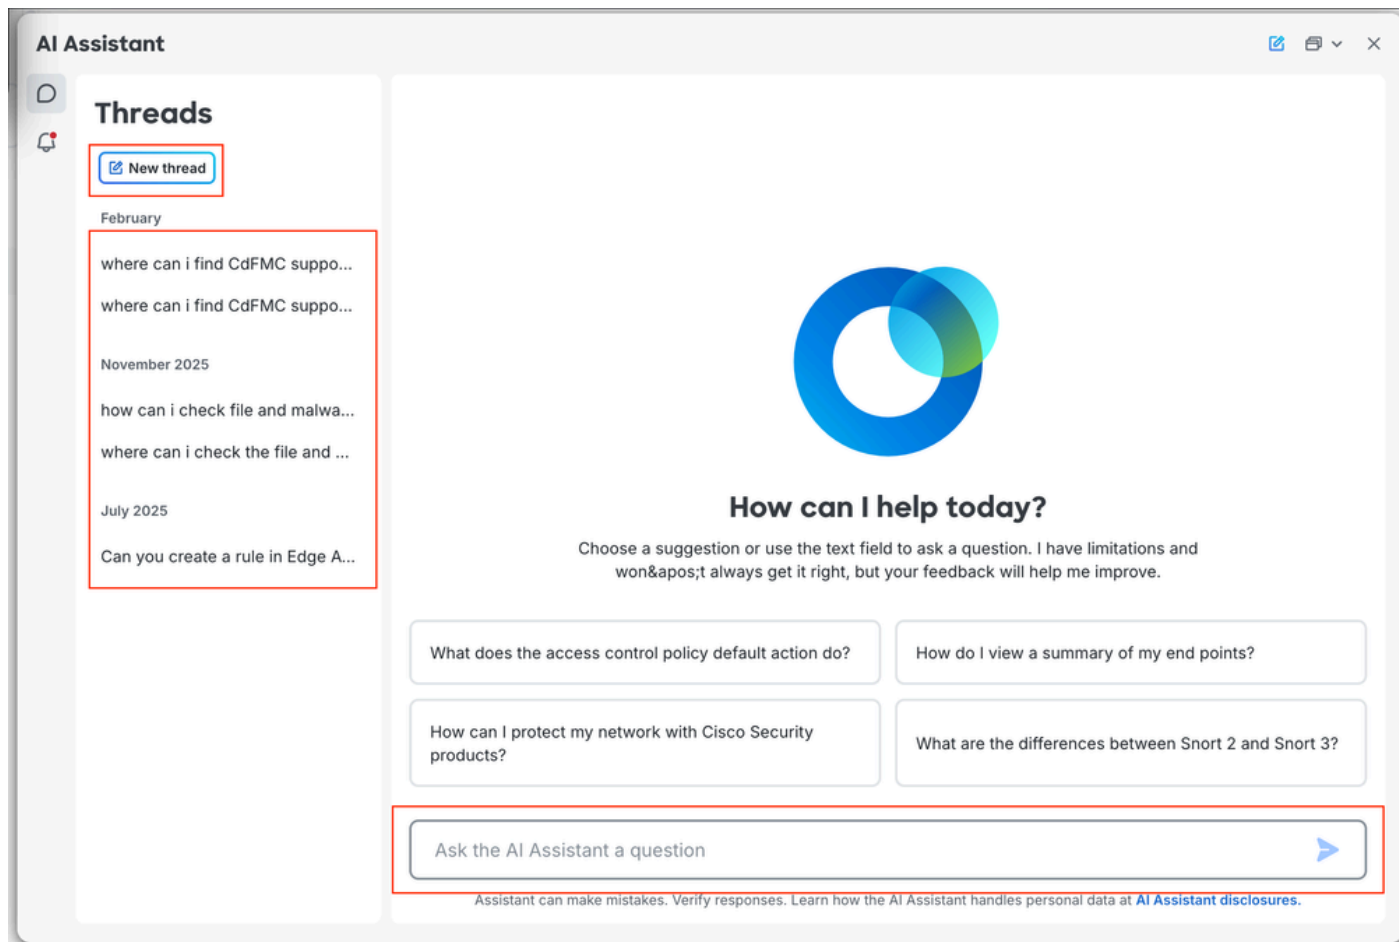 AI Assistant
Threads
New thread
February
where can i find CdFMC suppo...
where can i find CdFMC suppo...
November 2025
how can i check file and malwa...
where can i check the file and ...
July 2025
Can you create a rule in Edge A...
How can I help today?
Choose a suggestion or use the text field to ask a question. I have limitations and
won&apos;t always get it right, but your feedback will help me improve.
What does the access control policy default action do?
How do I view a summary of my end points?
How can I protect my network with Cisco Security
products?
What are the differences between Snort 2 and Snort 3?
Ask the AI Assistant a question
Assistant can make mistakes. Verify responses. Learn how the AI Assistant handles personal data at AI Assistant disclosures.